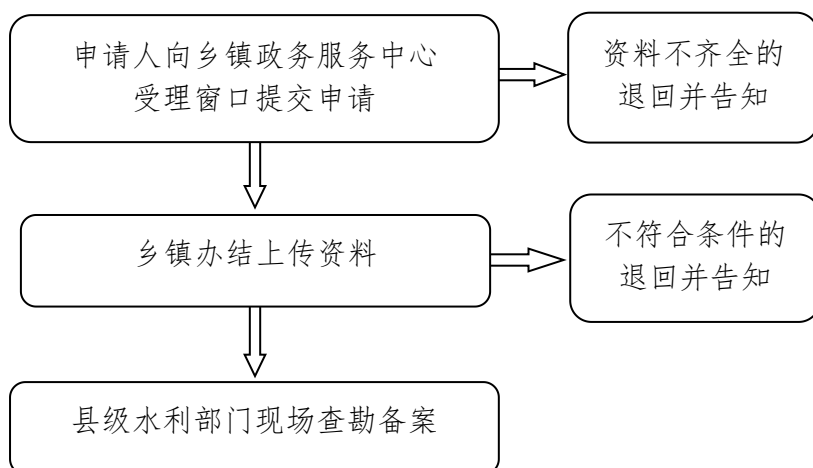 申请人向乡镇政务服务中心
受理窗口提交申请
资料不齐全的
退回并告知
乡镇办结上传资料
不符合条件的
退回并告知
县级水利部门现场查勘备案